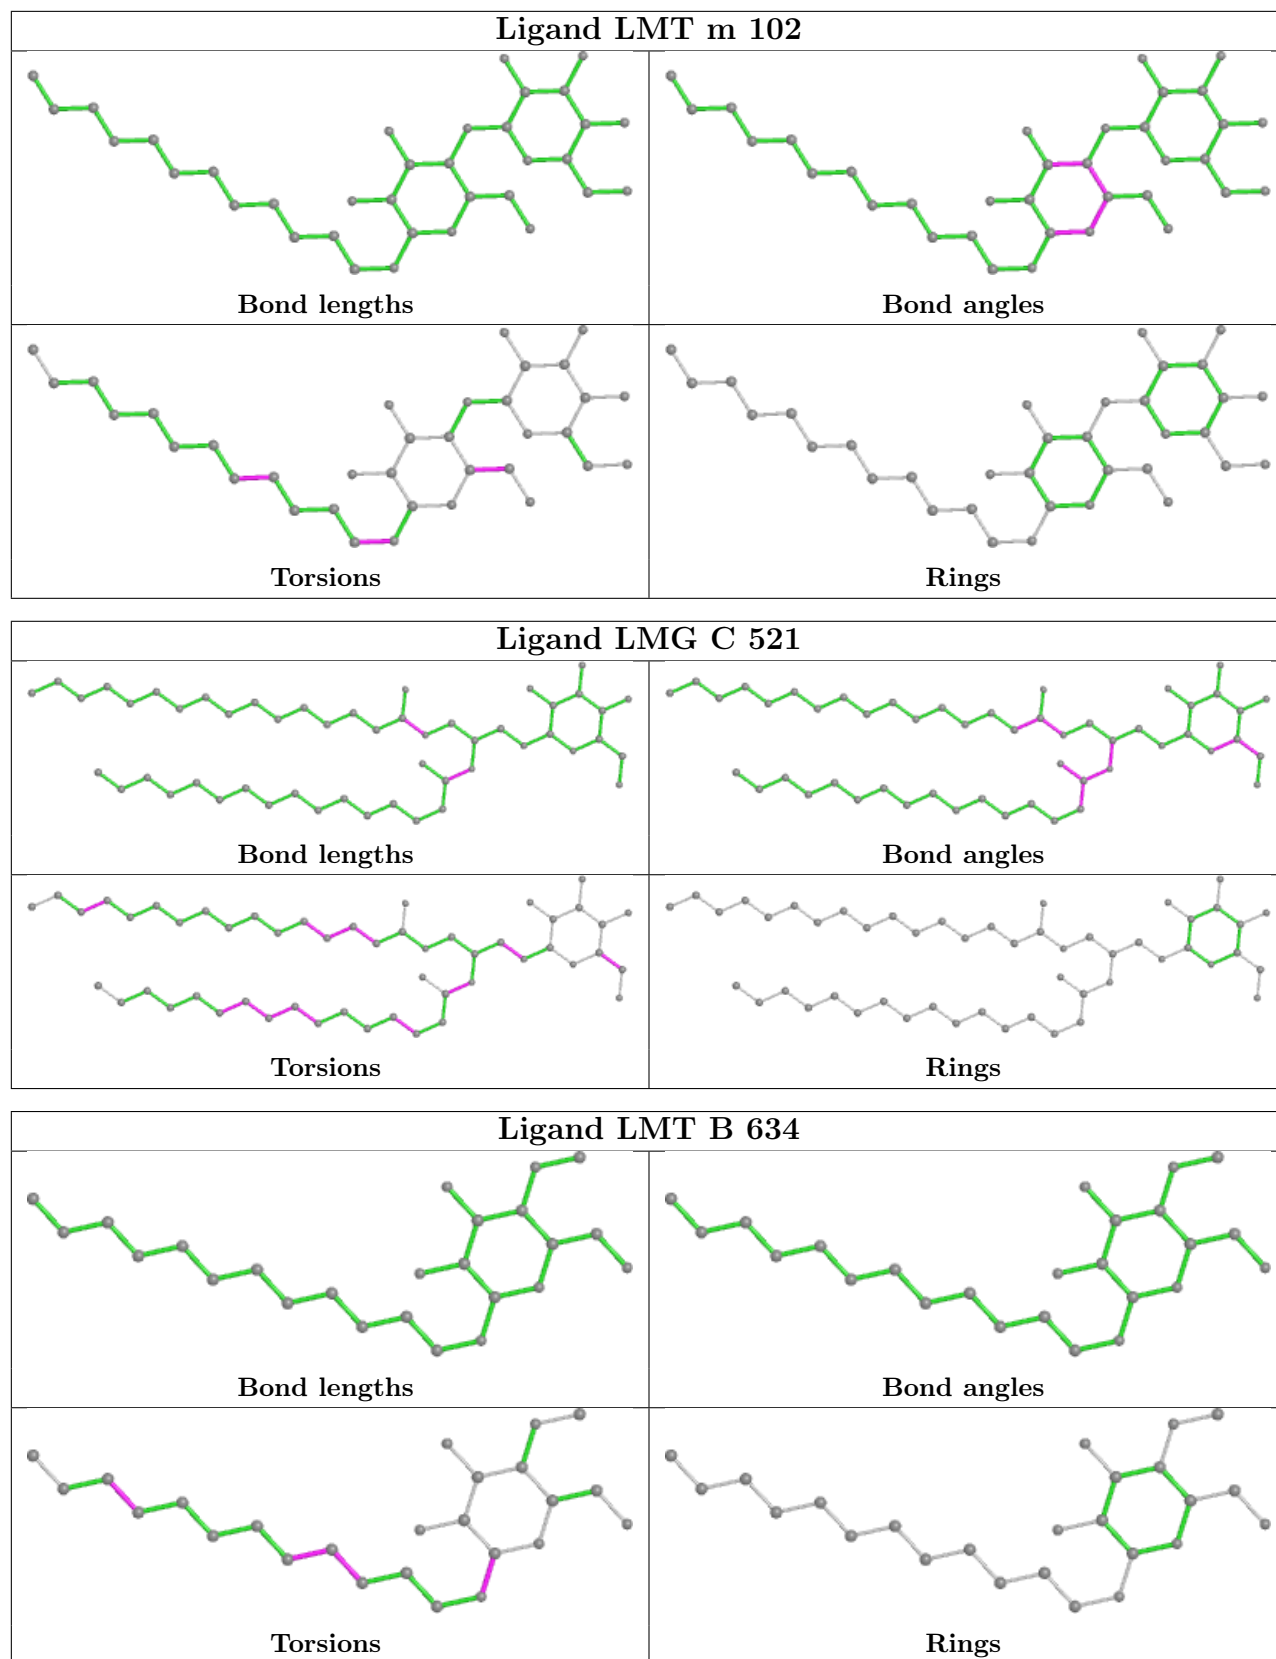 Ligand LMT m 102
Bond lengths
Bond angles
Torsions
Rings
Ligand LMG C 521
Bond lengths
Bond angles
Torsions
Rings
Ligand LMT B 634
Bond lengths
Bond angles
Torsions
Rings